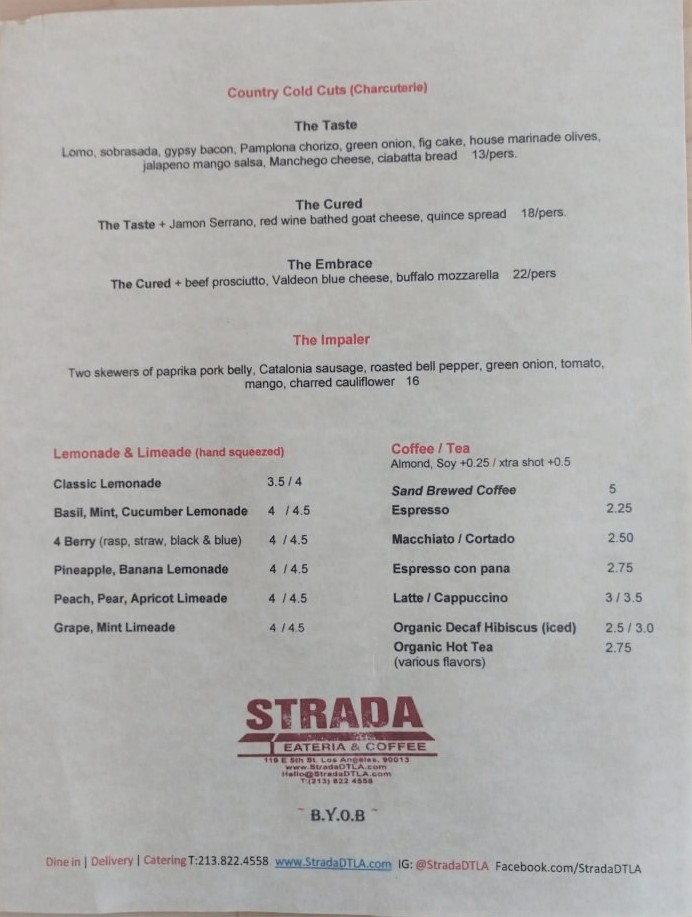 Country Cold Cuts (Charcuterie)
The Taste
Lomo, sobrasada, gypsy bacon, Pamplona chorizo, green onion, fig cake, house marinade olives,
jalapeno mango salsa, Manchego cheese, ciabatta bread 13/pers.
The Cured
The Taste + Jamon Serrano, red wine bathed goat cheese, quince spread 18/pers.
The Embrace
The Cured + beef prosciutto, Valdeon blue cheese, buffalo mozzarella 22/pers
The Impaler
Two skewers of paprika pork belly, Catalonia sausage, roasted bell pepper, green onion, tomato,
mango, charred cauliflower 16
Lemonade & Limeade (hand squeezed)
Classic Lemonade 3.5 / 4
Basil, Mint, Cucumber Lemonade 4 / 4.5
4 Berry (rasp, straw, black & blue) 4 / 4.5
Pineapple, Banana Lemonade 4 / 4.5
Peach, Pear, Apricot Limeade 4 / 4.5
Grape, Mint Limeade 4 / 4.5
Coffee / Tea
Almond, Soy +0.25 / xtra shot +0.5
Sand Brewed Coffee 5
Espresso 2.25
Macchiato / Cortado 2.50
Espresso con pana 2.75
Latte / Cappuccino 3 / 3.5
Organic Decaf Hibiscus (iced) 2.5 / 3.0
Organic Hot Tea 2.75
(various flavors)
STRADA
EATERIA & COFFEE
119 E 5th St. Los Angeles, 90013
www.StradaDTLA.com
Hello@StradaDTLA.com
T:(213) 822 4558
~ B.Y.O.B ~
Dine in | Delivery | Catering T:213.822.4558 www.StradaDTLA.com IG: @StradaDTLA Facebook.com/StradaDTLA